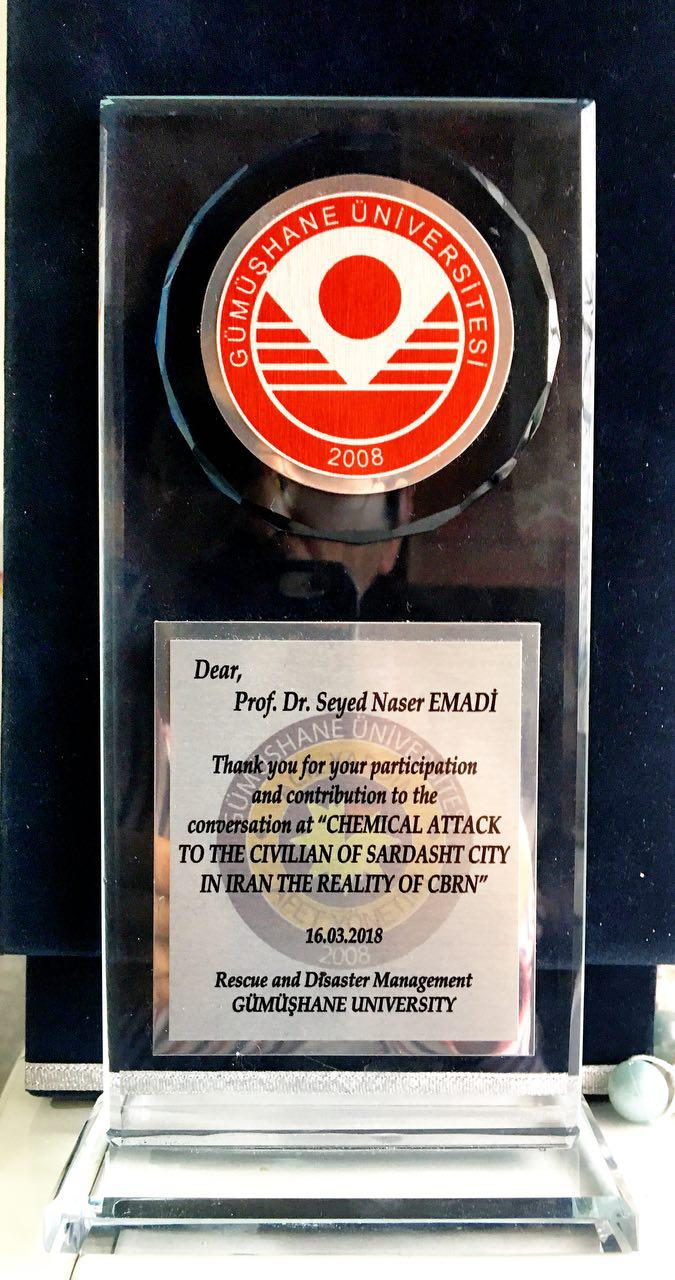 GÜMÜŞHANE ÜNİVERSİTESİ
2008
Dear,
Prof. Dr. Seyed Naser EMADİ
Thank you for your participation
and contribution to the
conversation at “CHEMICAL ATTACK
TO THE CIVILIAN OF SARDASHT CITY
IN IRAN THE REALITY OF CBRN”
16.03.2018
Rescue and Disaster Management
GÜMÜŞHANE UNIVERSITY
2008